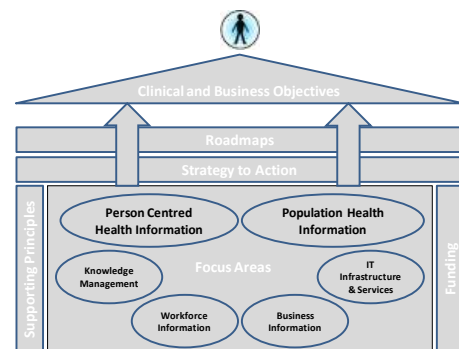 Clinical and Business Objectives
Roadmaps
Strategy to Action
Supporting Principles
Person Centred
Health Information
Population Health
Information
Knowledge
Management
Focus Areas
IT
Infrastructure
& Services
Workforce
Information
Business
Information
Funding